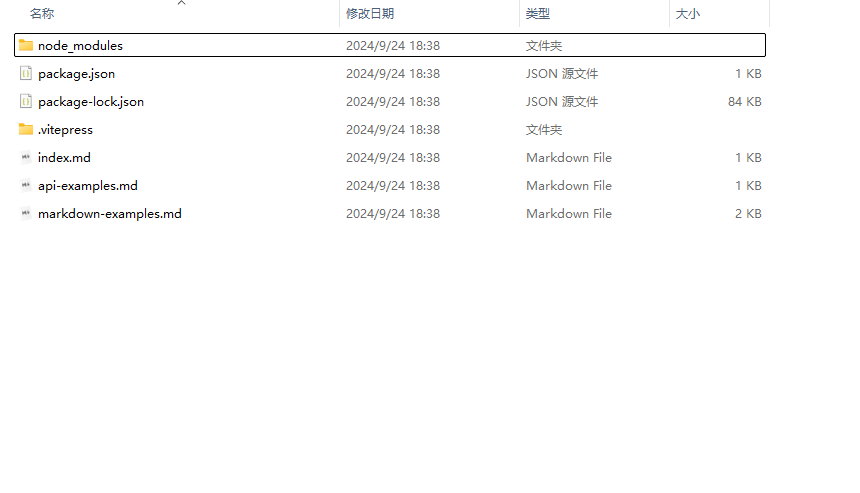 名称 修改日期 类型 大小
node_modules 2024/9/24 18:38 文件夹
package.json 2024/9/24 18:38 JSON 源文件 1 KB
package-lock.json 2024/9/24 18:38 JSON 源文件 84 KB
.vitepress 2024/9/24 18:38 文件夹
index.md 2024/9/24 18:38 Markdown File 1 KB
api-examples.md 2024/9/24 18:38 Markdown File 1 KB
markdown-examples.md 2024/9/24 18:38 Markdown File 2 KB